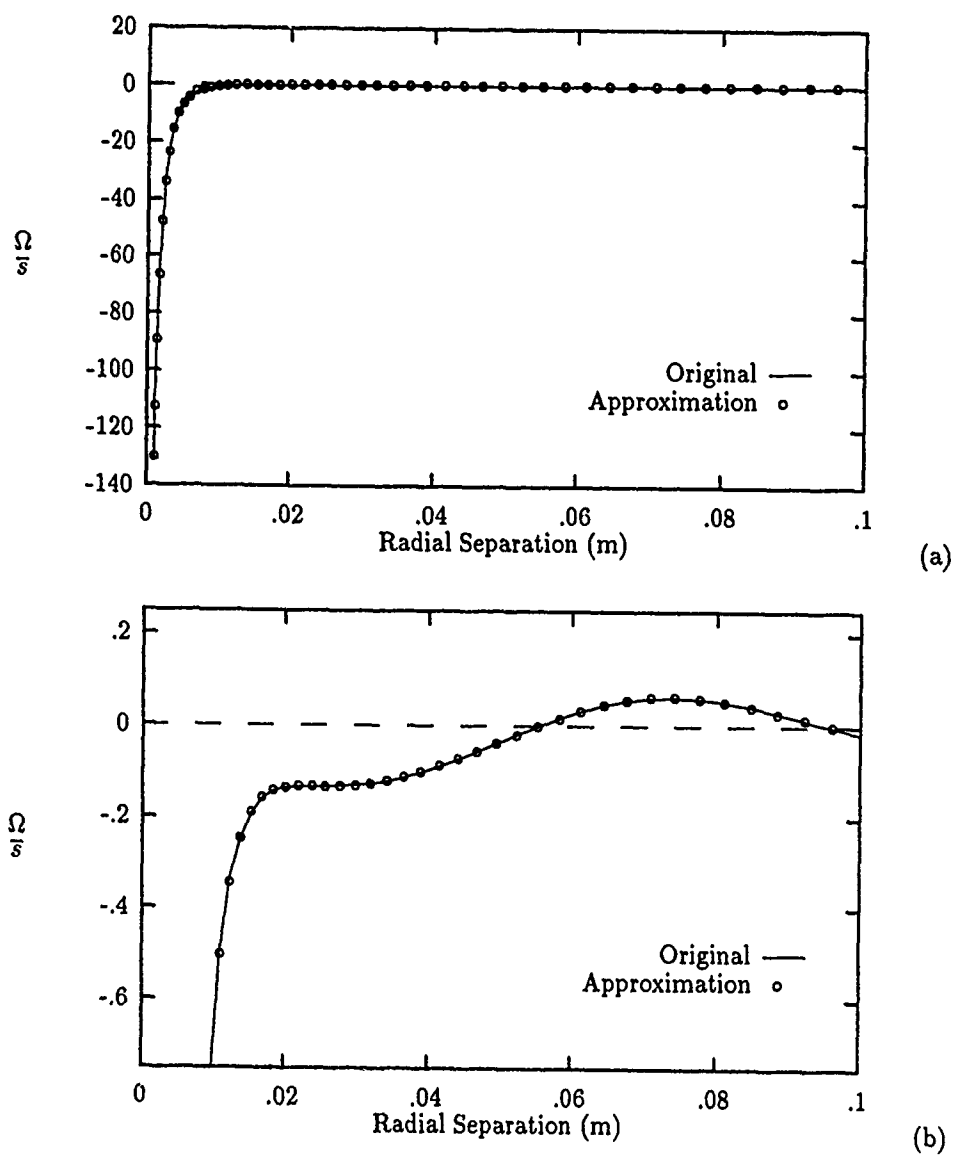 20
0
-20
-40
-60
-80
-100
-120
-140
Ω
s
Original
Approximation
0 .02 .04 .06 .08 .1
Radial Separation (m)
(a)
.2
0
-.2
-.4
-.6
Ω
s
Original
Approximation
0 .02 .04 .06 .08 .1
Radial Separation (m)
(b)